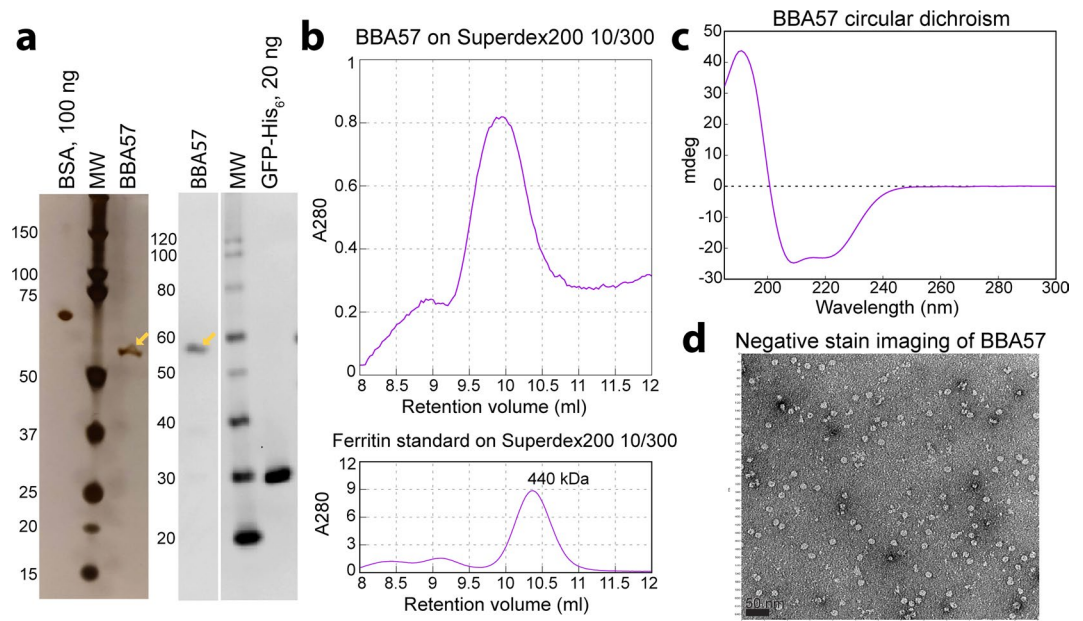 a
BSA, 100 ng
MW
BBA57
150
100
75
50
37
25
20
15
BBA57
MW
GFP-His6, 20 ng
120
100
80
60
50
40
30
20
b
BBA57 on Superdex200 10/300
1
0.8
0.6
0.4
0.2
0
A280
8 8.5 9 9.5 10 10.5 11 11.5 12
Retention volume (ml)
Ferritin standard on Superdex200 10/300
12
9
6
3
0
A280
440 kDa
8 8.5 9 9.5 10 10.5 11 11.5 12
Retention volume (ml)
c
BBA57 circular dichroism
50
40
30
20
10
0
-10
-20
-30
mdeg
200 220 240 260 280 300
Wavelength (nm)
d
Negative stain imaging of BBA57
50 nm